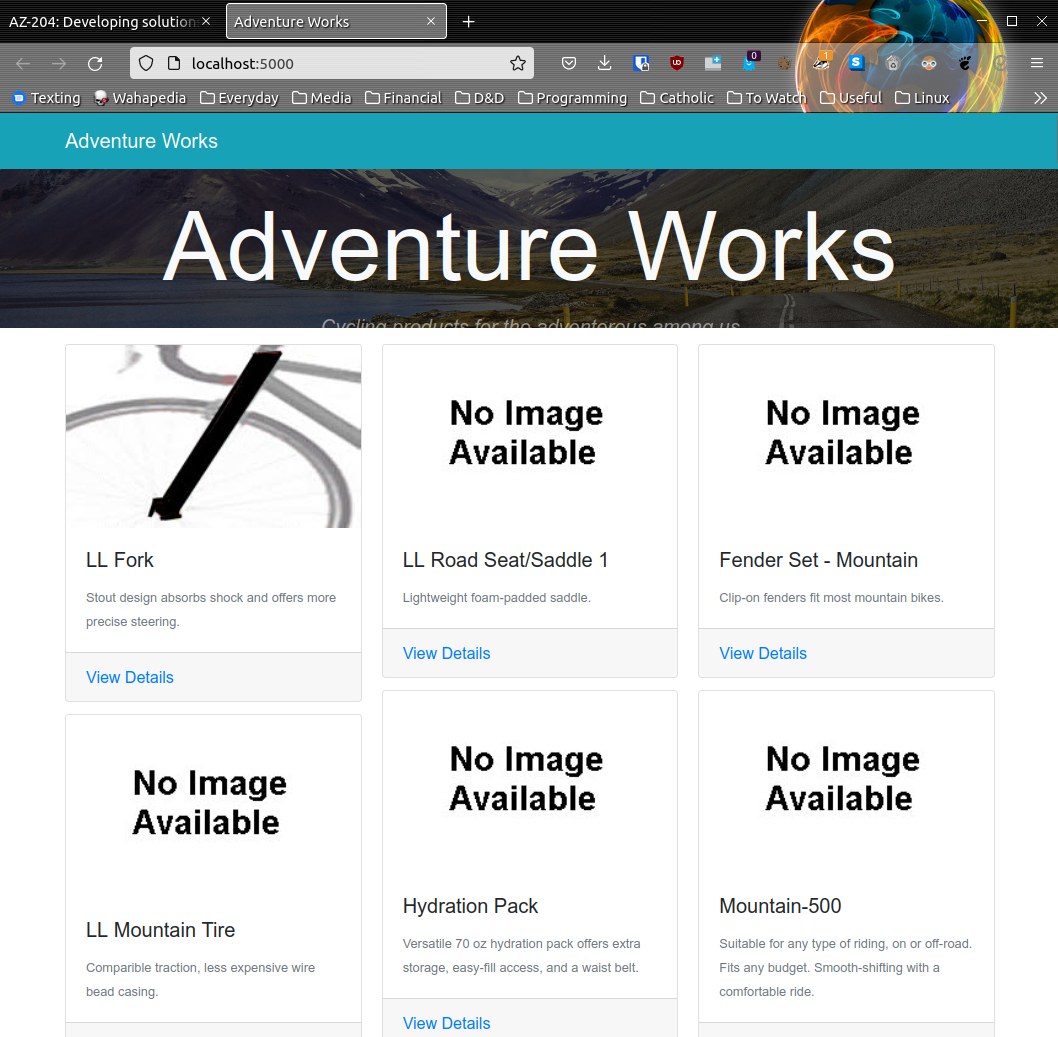 AZ-204: Developing solution
Adventure Works
localhost:5000
0
1
Texting
Wahapedia
Everyday
Media
Financial
D&D
Programming
Catholic
To Watch
Useful
Linux
Adventure Works
Adventure Works
Cycling products for the adventorous among us
No Image
Available
No Image
Available
LL Fork
Stout design absorbs shock and offers more
precise steering.
View Details
LL Road Seat/Saddle 1
Lightweight foam-padded saddle.
View Details
Fender Set - Mountain
Clip-on fenders fit most mountain bikes.
View Details
No Image
Available
No Image
Available
No Image
Available
LL Mountain Tire
Comparible traction, less expensive wire
bead casing.
Hydration Pack
Versatile 70 oz hydration pack offers extra
storage, easy-fill access, and a waist belt.
View Details
Mountain-500
Suitable for any type of riding, on or off-road.
Fits any budget. Smooth-shifting with a
comfortable ride.